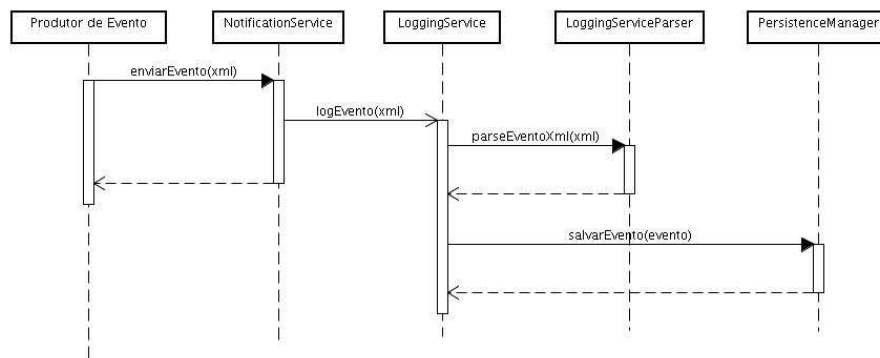 Produtor de Evento
NotificationService
LoggingService
LoggingServiceParser
PersistenceManager
enviarEvento(xml)
logEvento(xml)
parseEventoXml(xml)
salvarEvento(evento)